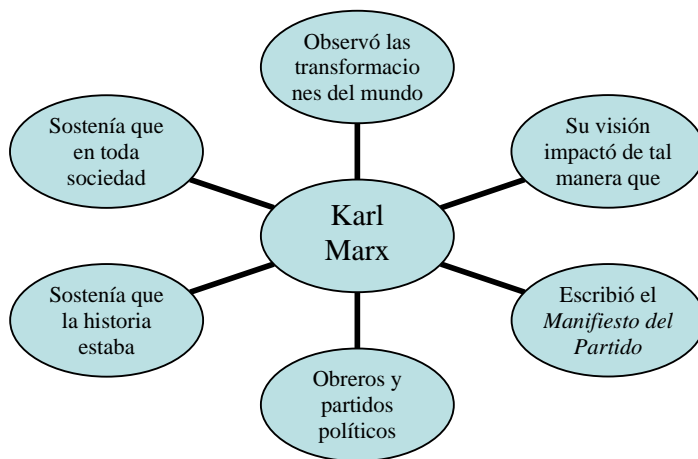 Observó las
transformacio
nes del mundo
Sostenía que
en toda
sociedad
Su visión
impactó de tal
manera que
Karl
Marx
Sostenía que
la historia
estaba
Escribió el
Manifiesto del
Partido
Obreros y
partidos
políticos